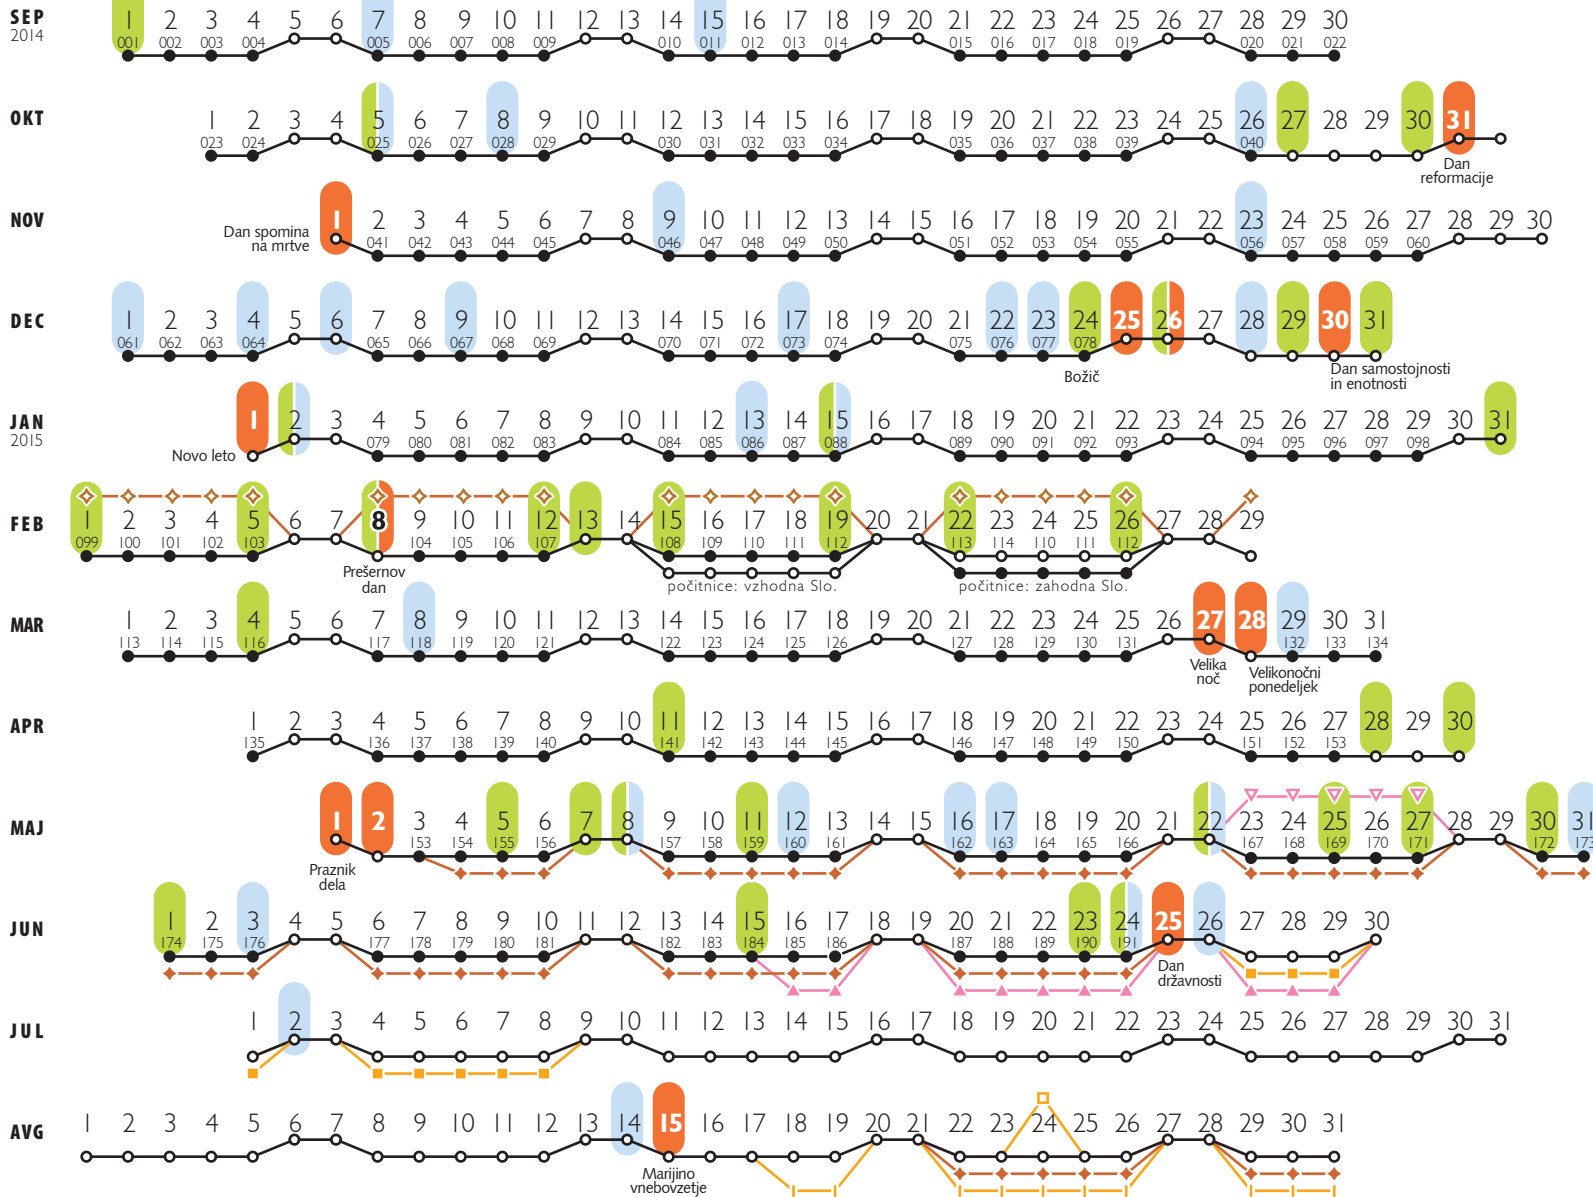 SEP 1 2 3 4 5 6 7 8 9 10 11 12 13 14 15 16 17 18 19 20 21 22 23 24 25 26 27 28 29 30
2014 001 002 003 004 005 006 007 008 009 010 011 012 013 014 015 016 017 018 019 020 021 022
OKT 1 2 3 4 5 6 7 8 9 10 11 12 13 14 15 16 17 18 19 20 21 22 23 24 25 26 27 28 29 30 31
023 024 025 026 027 028 029 030 031 032 033 034 035 036 037 038 039 040
Dan
reformacije
NOV 1 2 3 4 5 6 7 8 9 10 11 12 13 14 15 16 17 18 19 20 21 22 23 24 25 26 27 28 29 30
Dan spomina
na mrtve
041 042 043 044 045 046 047 048 049 050 051 052 053 054 055 056 057 058 059 060
DEC 1 2 3 4 5 6 7 8 9 10 11 12 13 14 15 16 17 18 19 20 21 22 23 24 25 26 27 28 29 30 31
061 062 063 064 065 066 067 068 069 070 071 072 073 074 075 076 077 078
Božič
Dan samostojnosti
in enotnosti
JAN 1 2 3 4 5 6 7 8 9 10 11 12 13 14 15 16 17 18 19 20 21 22 23 24 25 26 27 28 29 30 31
2015 079 080 081 082 083 084 085 086 087 088 089 090 091 092 093 094 095 096 097 098
Novo leto
FEB 1 2 3 4 5 6 7 8 9 10 11 12 13 14 15 16 17 18 19 20 21 22 23 24 25 26 27 28 29
099 100 101 102 103 104 105 106 107 108 109 110 111 112 113 114 110 111 112
Prešernov
dan
počitnice: vzhodna Slo. počitnice: zahodna Slo.
MAR 1 2 3 4 5 6 7 8 9 10 11 12 13 14 15 16 17 18 19 20 21 22 23 24 25 26 27 28 29 30 31
113 114 115 116 117 118 119 120 121 122 123 124 125 126 127 128 129 130 131 132 133 134
Velika
noč
Velikonočni
ponedeljek
APR 1 2 3 4 5 6 7 8 9 10 11 12 13 14 15 16 17 18 19 20 21 22 23 24 25 26 27 28 29 30
135 136 137 138 139 140 141 142 143 144 145 146 147 148 149 150 151 152 153
MAJ 1 2 3 4 5 6 7 8 9 10 11 12 13 14 15 16 17 18 19 20 21 22 23 24 25 26 27 28 29 30 31
153 154 155 156 157 158 159 160 161 162 163 164 165 166 167 168 169 170 171 172 173
Praznik
dela
JUN 1 2 3 4 5 6 7 8 9 10 11 12 13 14 15 16 17 18 19 20 21 22 23 24 25 26 27 28 29 30
174 175 176 177 178 179 180 181 182 183 184 185 186 187 188 189 190 191
Dan
državnosti
JUL 1 2 3 4 5 6 7 8 9 10 11 12 13 14 15 16 17 18 19 20 21 22 23 24 25 26 27 28 29 30 31
AVG 1 2 3 4 5 6 7 8 9 10 11 12 13 14 15 16 17 18 19 20 21 22 23 24 25 26 27 28 29 30 31
Marijino
vnebovzetje